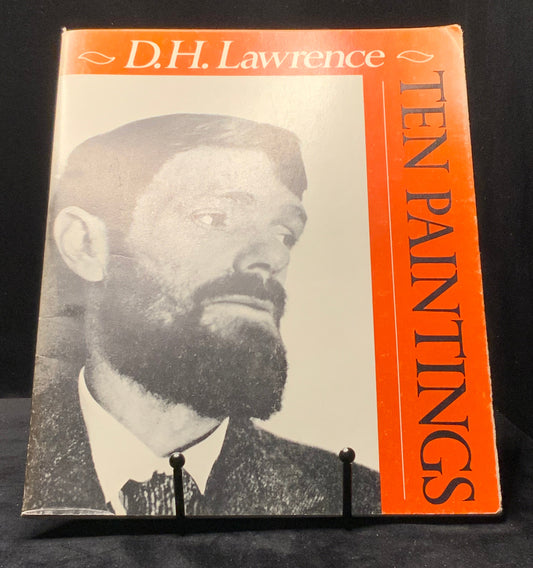 D.H. Lawrence
TEN PAINTINGS